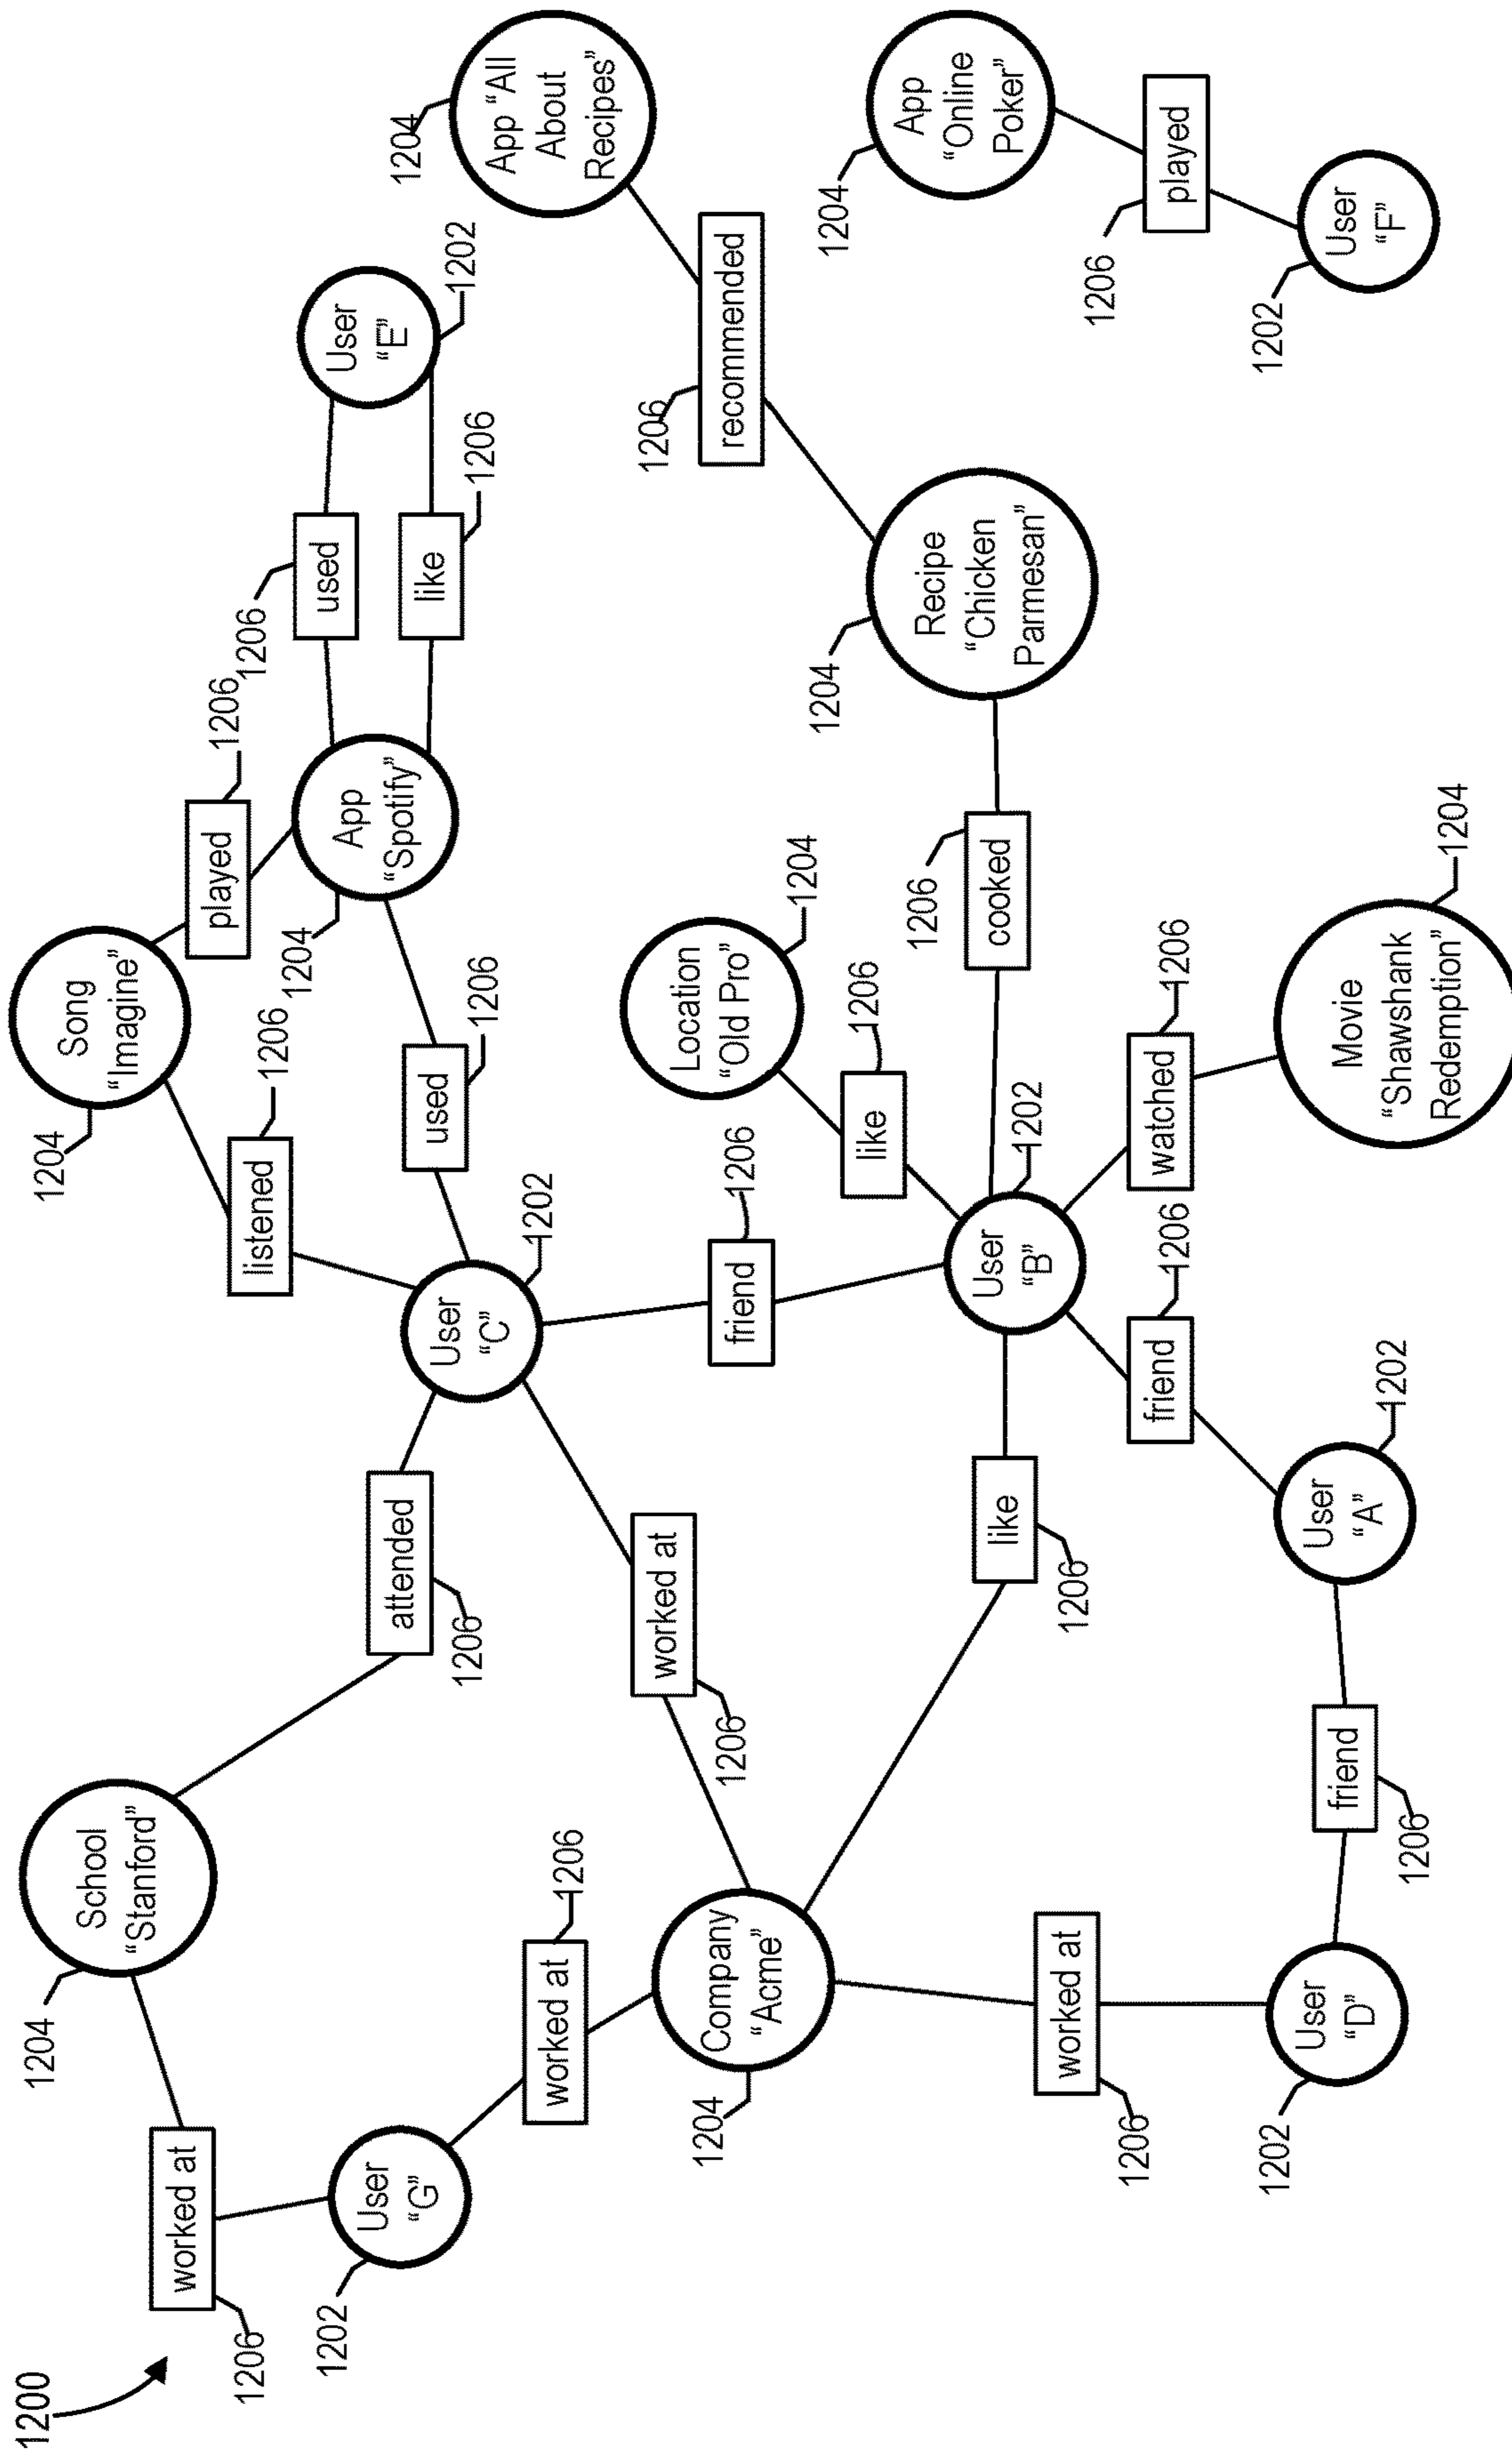 1200
1206
worked at
1204
School
“Stanford”
1204
Song
“Imagine”
1206
listened
1206
played
1206
1206
used
1202
User
“G”
1206
attended
1206
1204
App
“Spotify”
User
“E”
1202
1204
App “All
About
Recipes”
like
1206
User
“C”
1202
used
1206
worked at
1206
worked at
1206
1204
Company
“Acme”
friend
1206
Location
“Old Pro”
1204
1206
recommended
like
1206
1204
Recipe
“Chicken
Parmesan”
1204
App
“Online
Poker”
like
1206
User
“B”
1202
1206
cooked
1206
worked at
friend
1206
watched
1206
1206
played
1202
User
“D”
friend
1206
User
“A”
1202
Movie
“Shawshank
Redemption”
1204
1202
User
“F”